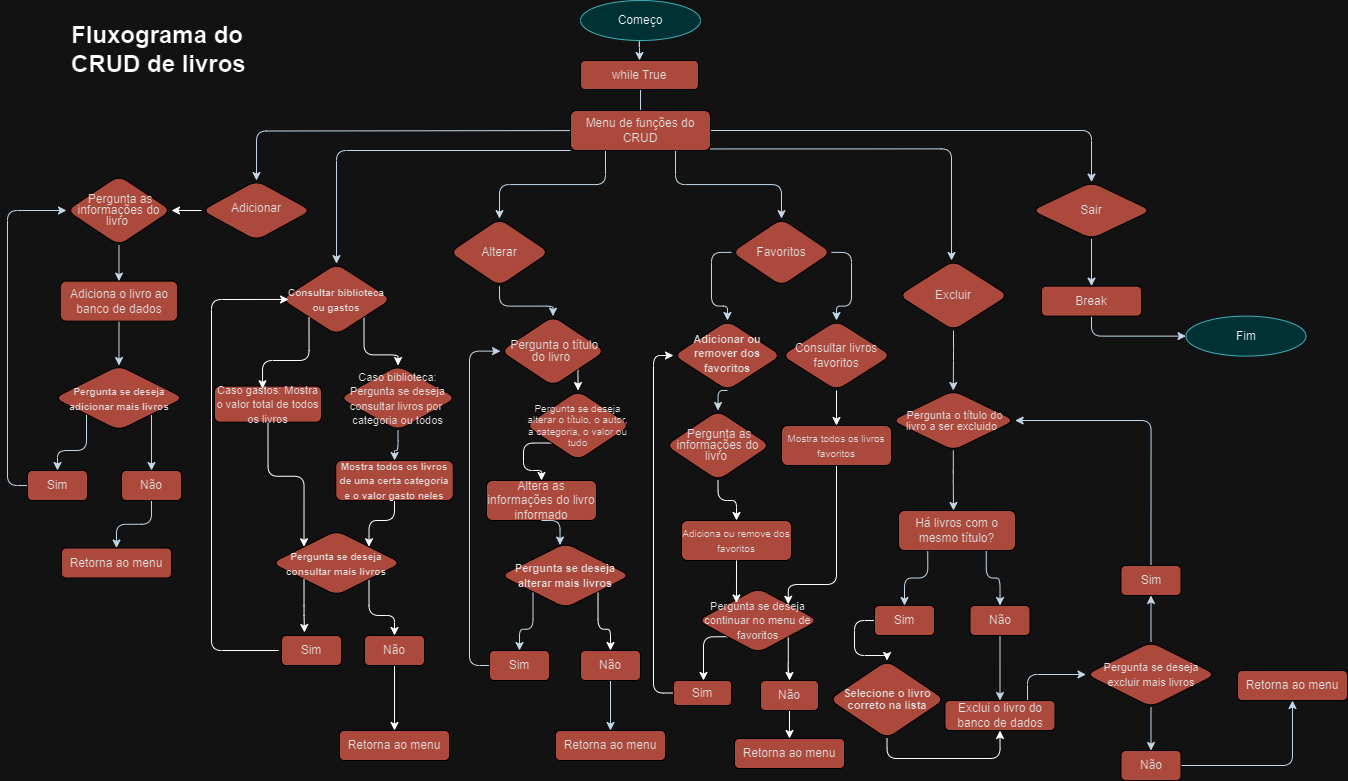 Fluxograma do
CRUD de livros
Começo
while True
Menu de funções do
CRUD
Adicionar
Pergunta as
informações do
livro
Adiciona o livro ao
banco de dados
Pergunta se deseja
adicionar mais livros
Sim
Não
Retorna ao menu
Consultar biblioteca
ou gastos
Caso gastos: Mostra
o valor total de todos
os livros
Caso biblioteca:
Pergunta se deseja
consultar livros por
categoria ou todos
Mostra todos os livros
de uma certa categoria
e o valor gasto neles
Pergunta se deseja
consultar mais livros
Sim
Não
Retorna ao menu
Alterar
Pergunta o título
do livro
Pergunta se deseja
alterar o título, o autor,
a categoria, o valor ou
tudo
Altera as
informações do livro
informado
Pergunta se deseja
alterar mais livros
Sim
Não
Retorna ao menu
Favoritos
Adicionar ou
remover dos
favoritos
Consultar livros
favoritos
Pergunta as
informações do
livro
Mostra todos os livros
favoritos
Adiciona ou remove dos
favoritos
Pergunta se deseja
continuar no menu de
favoritos
Sim
Não
Retorna ao menu
Excluir
Pergunta o título do
livro a ser excluido
Há livros com o
mesmo título?
Sim
Não
Selecione o livro
correto na lista
Exclui o livro do
banco de dados
Pergunta se deseja
excluir mais livros
Sim
Não
Retorna ao menu
Sair
Break
Fim